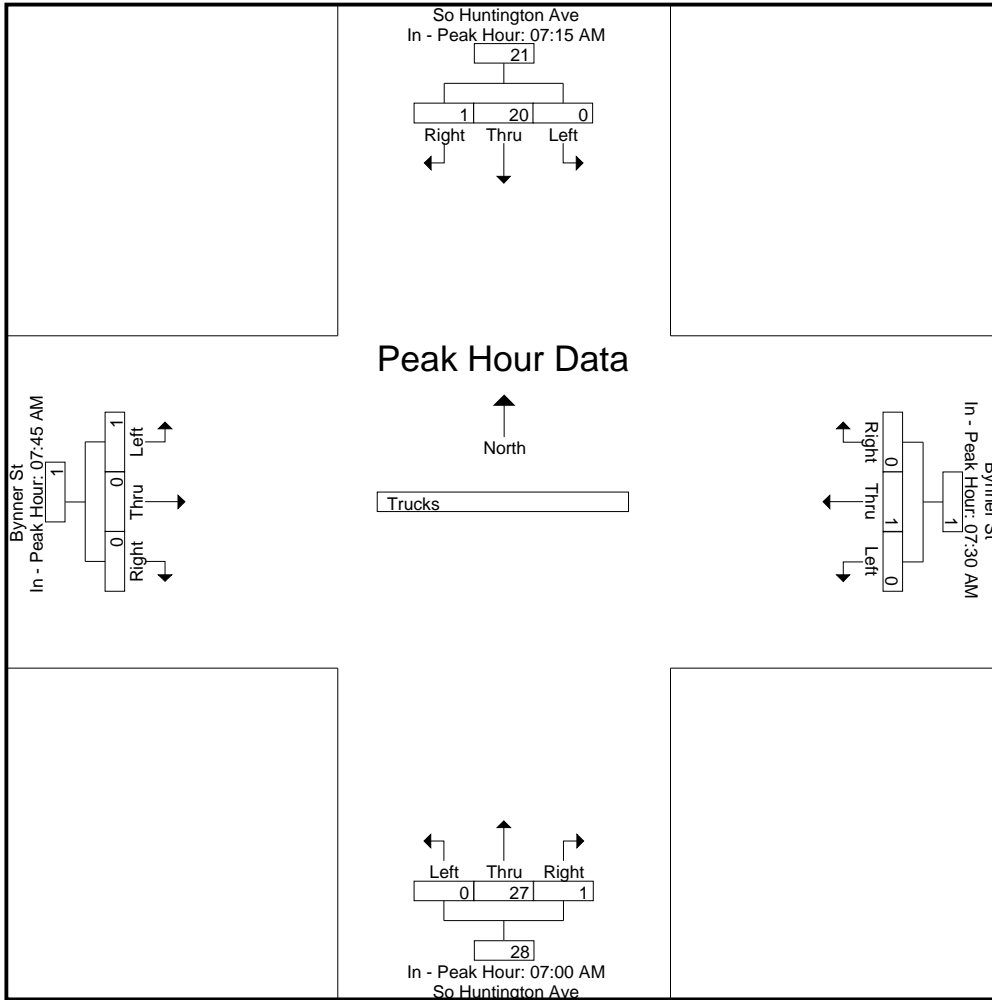 So Huntington Ave
In - Peak Hour: 07:15 AM
21
1 20 0
Right Thru Left
Peak Hour Data
North
Trucks
Bynner St
In - Peak Hour: 07:45 AM
1
1 0 0
Left Thru Right
Bynner St
In - Peak Hour: 07:30 AM
1
0 1 0
Right Thru Left
Left Thru Right
0 27 1
28
In - Peak Hour: 07:00 AM
So Huntington Ave